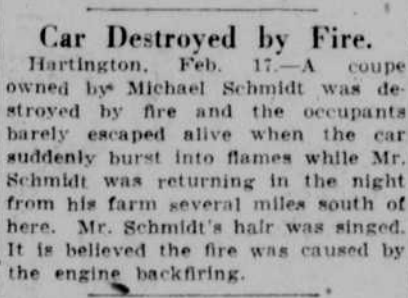 Car Destroyed by Fire.
Hartington, Feb. 17.—A coupe
owned by Michael Schmidt was de-
stroyed by fire and the occupants
barely escaped alive when the car
suddenly burst into flames while Mr.
Schmidt was returning in the night
from his farm several miles south of
here. Mr. Schmidt's hair was singed.
It is believed the fire was caused by
the engine backfiring.